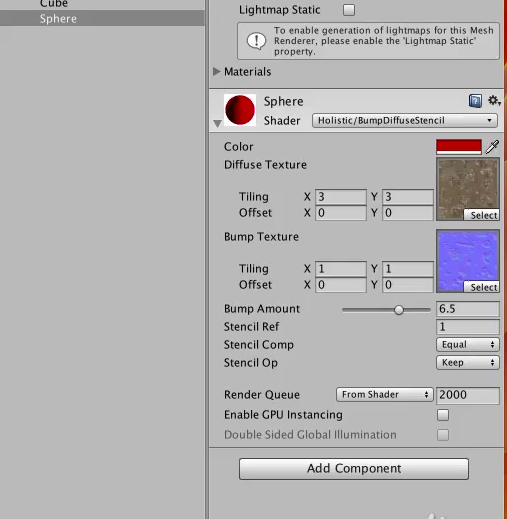 Cube
Sphere
Lightmap Static
To enable generation of lightmaps for this Mesh
Renderer, please enable the 'Lightmap Static'
property.
Materials
Sphere
Shader Holistic/BumpDiffuseStencil
Color
Diffuse Texture
Tiling X 3 Y 3
Offset X 0 Y 0
Select
Bump Texture
Tiling X 1 Y 1
Offset X 0 Y 0
Select
Bump Amount 6.5
Stencil Ref 1
Stencil Comp Equal
Stencil Op Keep
Render Queue From Shader 2000
Enable GPU Instancing
Double Sided Global Illumination
Add Component